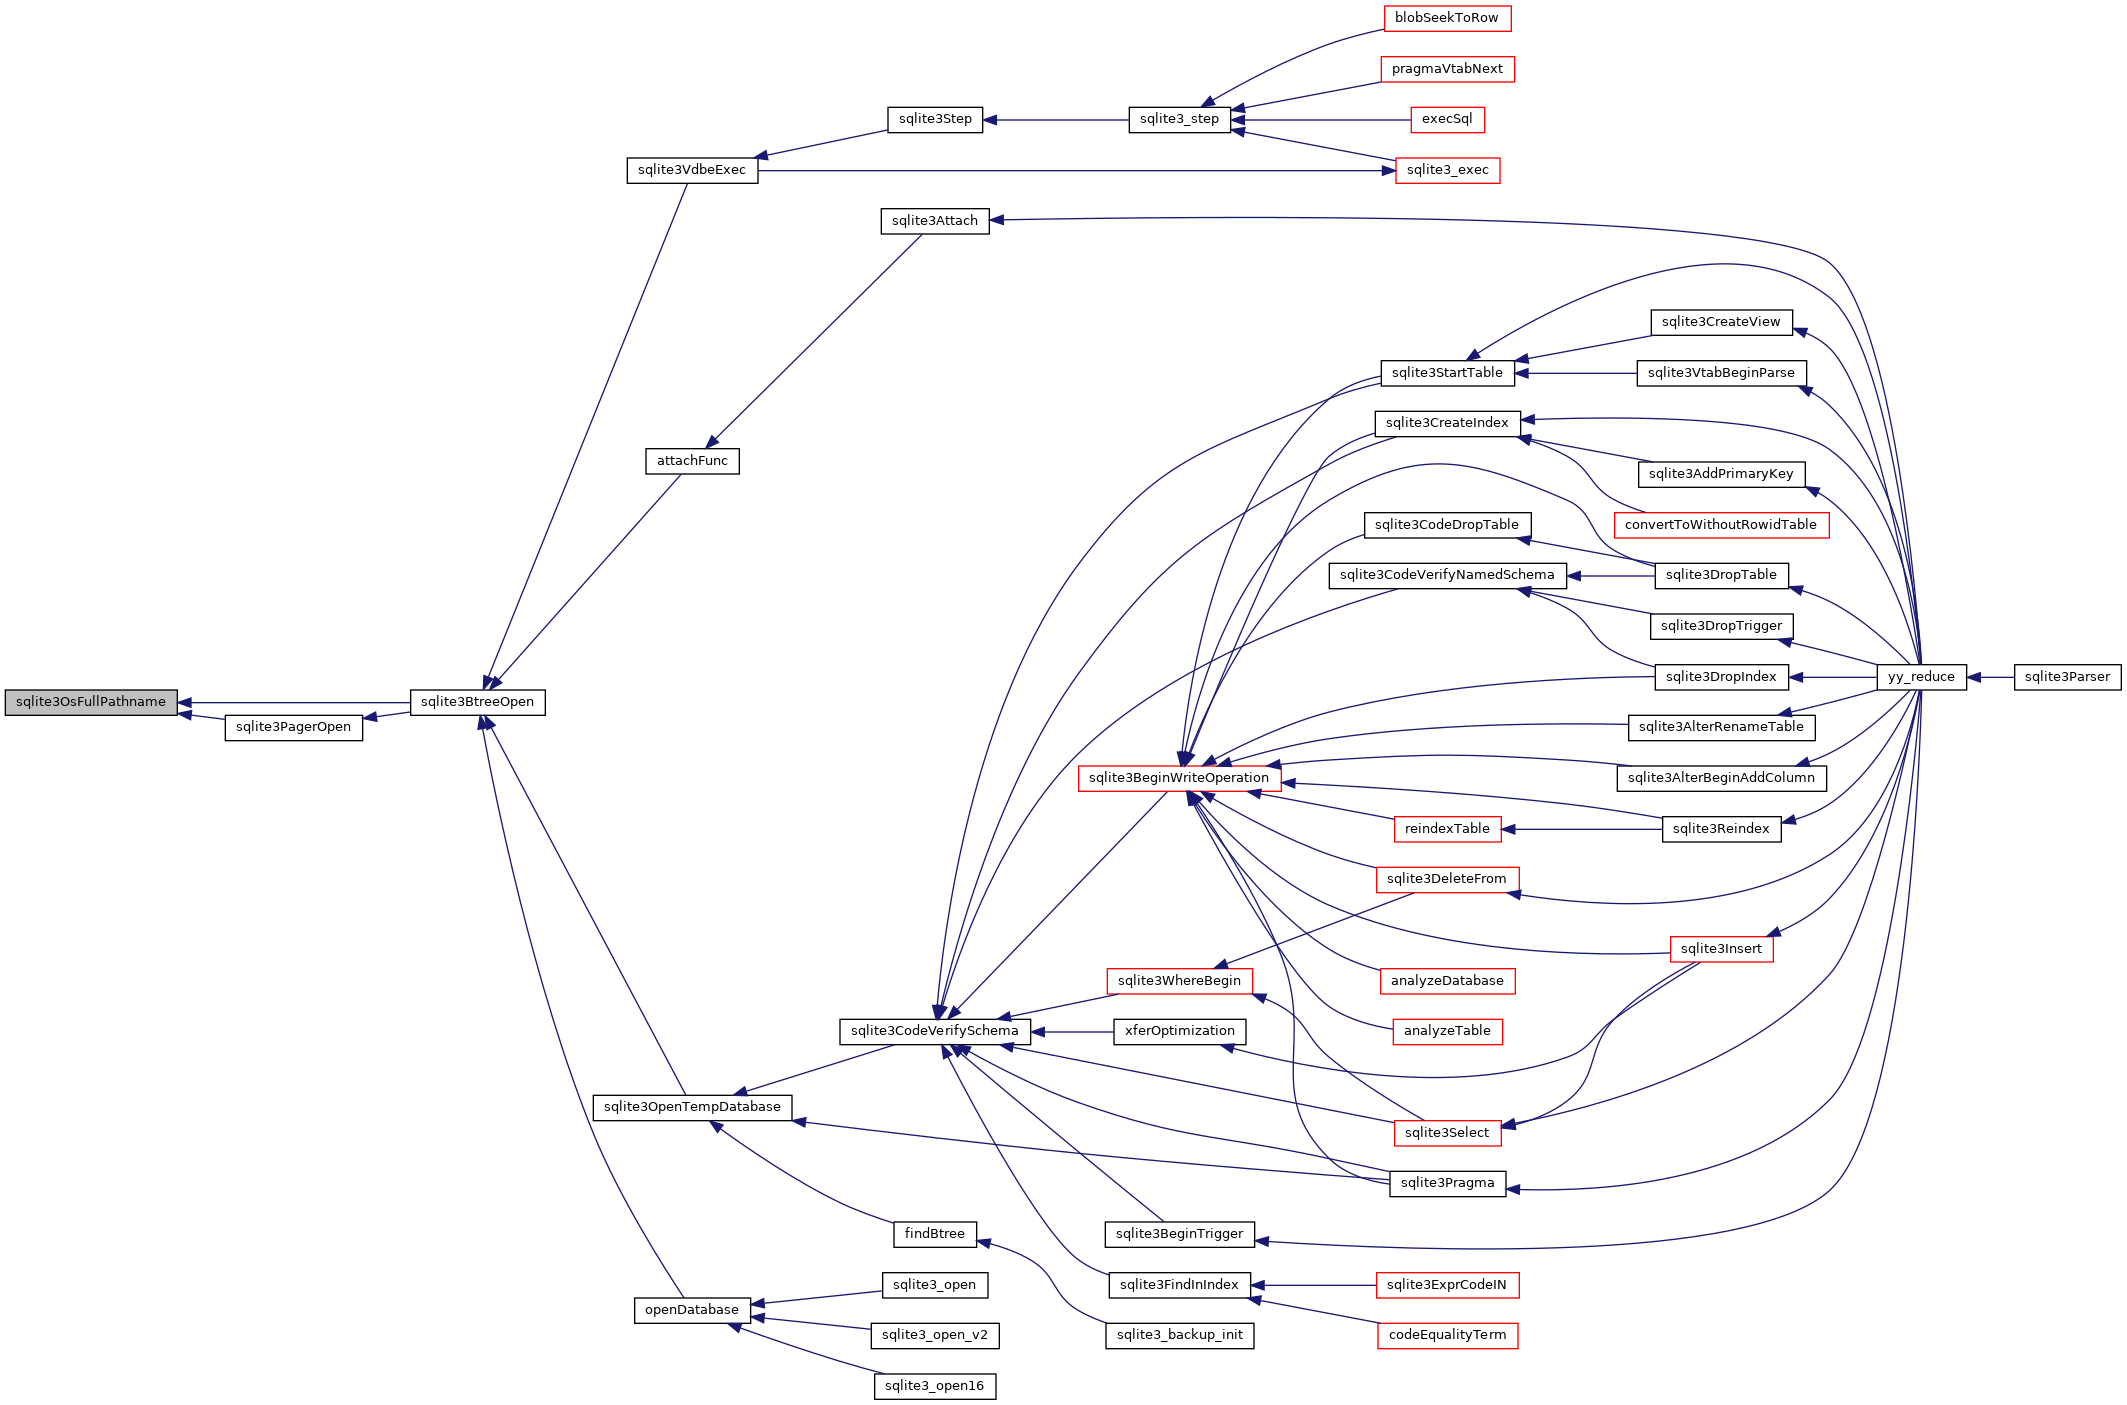 blobSeekToRow
pragmaVtabNext
sqlite3Step
sqlite3_step
execSql
sqlite3VdbeExec
sqlite3_exec
sqlite3Attach
sqlite3CreateView
sqlite3StartTable
sqlite3VtabBeginParse
sqlite3CreateIndex
attachFunc
sqlite3AddPrimaryKey
sqlite3CodeDropTable
convertToWithoutRowidTable
sqlite3CodeVerifyNamedSchema
sqlite3DropTable
sqlite3DropTrigger
sqlite3DropIndex
yy_reduce
sqlite3Parser
sqlite3OsFullPathname
sqlite3BtreeOpen
sqlite3PagerOpen
sqlite3AlterRenameTable
sqlite3BeginWriteOperation
sqlite3AlterBeginAddColumn
reindexTable
sqlite3Reindex
sqlite3DeleteFrom
sqlite3Insert
sqlite3WhereBegin
analyzeDatabase
sqlite3CodeVerifySchema
xferOptimization
analyzeTable
sqlite3OpenTempDatabase
sqlite3Select
sqlite3Pragma
findBtree
sqlite3BeginTrigger
sqlite3_open
sqlite3FindInIndex
sqlite3ExprCodeIN
openDatabase
sqlite3_open_v2
sqlite3_backup_init
codeEqualityTerm
sqlite3_open16